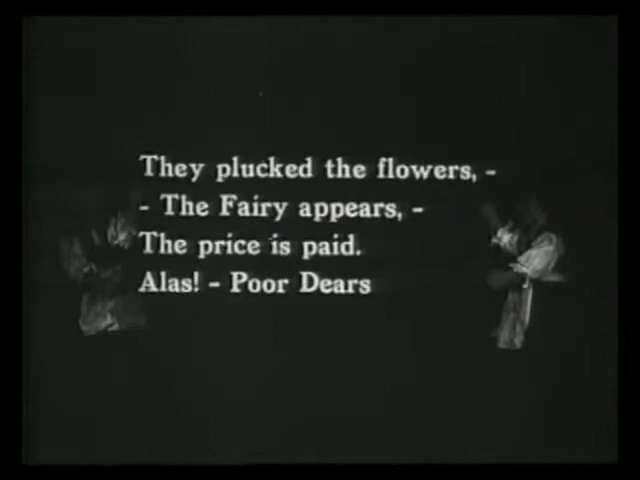 They plucked the flowers, -
- The Fairy appears, -
The price is paid.
Alas! - Poor Dears